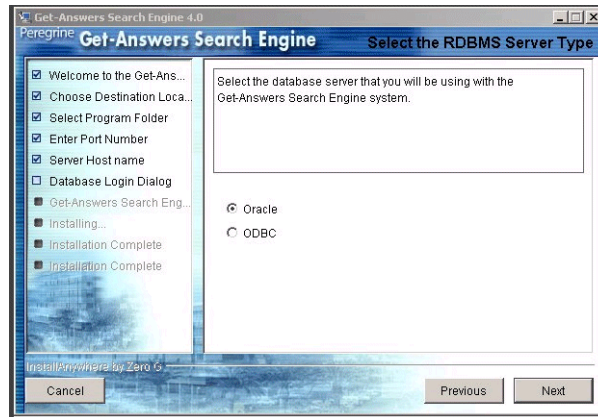 Get-Answers Search Engine 4.0
Peregrine Get-Answers Search Engine
Select the RDBMS Server Type
Welcome to the Get-Ans...
Choose Destination Loca...
Select Program Folder
Enter Port Number
Server Host name
Database Login Dialog
Get-Answers Search Eng...
Installing...
Installation Complete
Installation Complete
Select the database server that you will be using with the
Get-Answers Search Engine system.
Oracle
ODBC
InstallAnywhere by Zero G
Cancel
Previous
Next